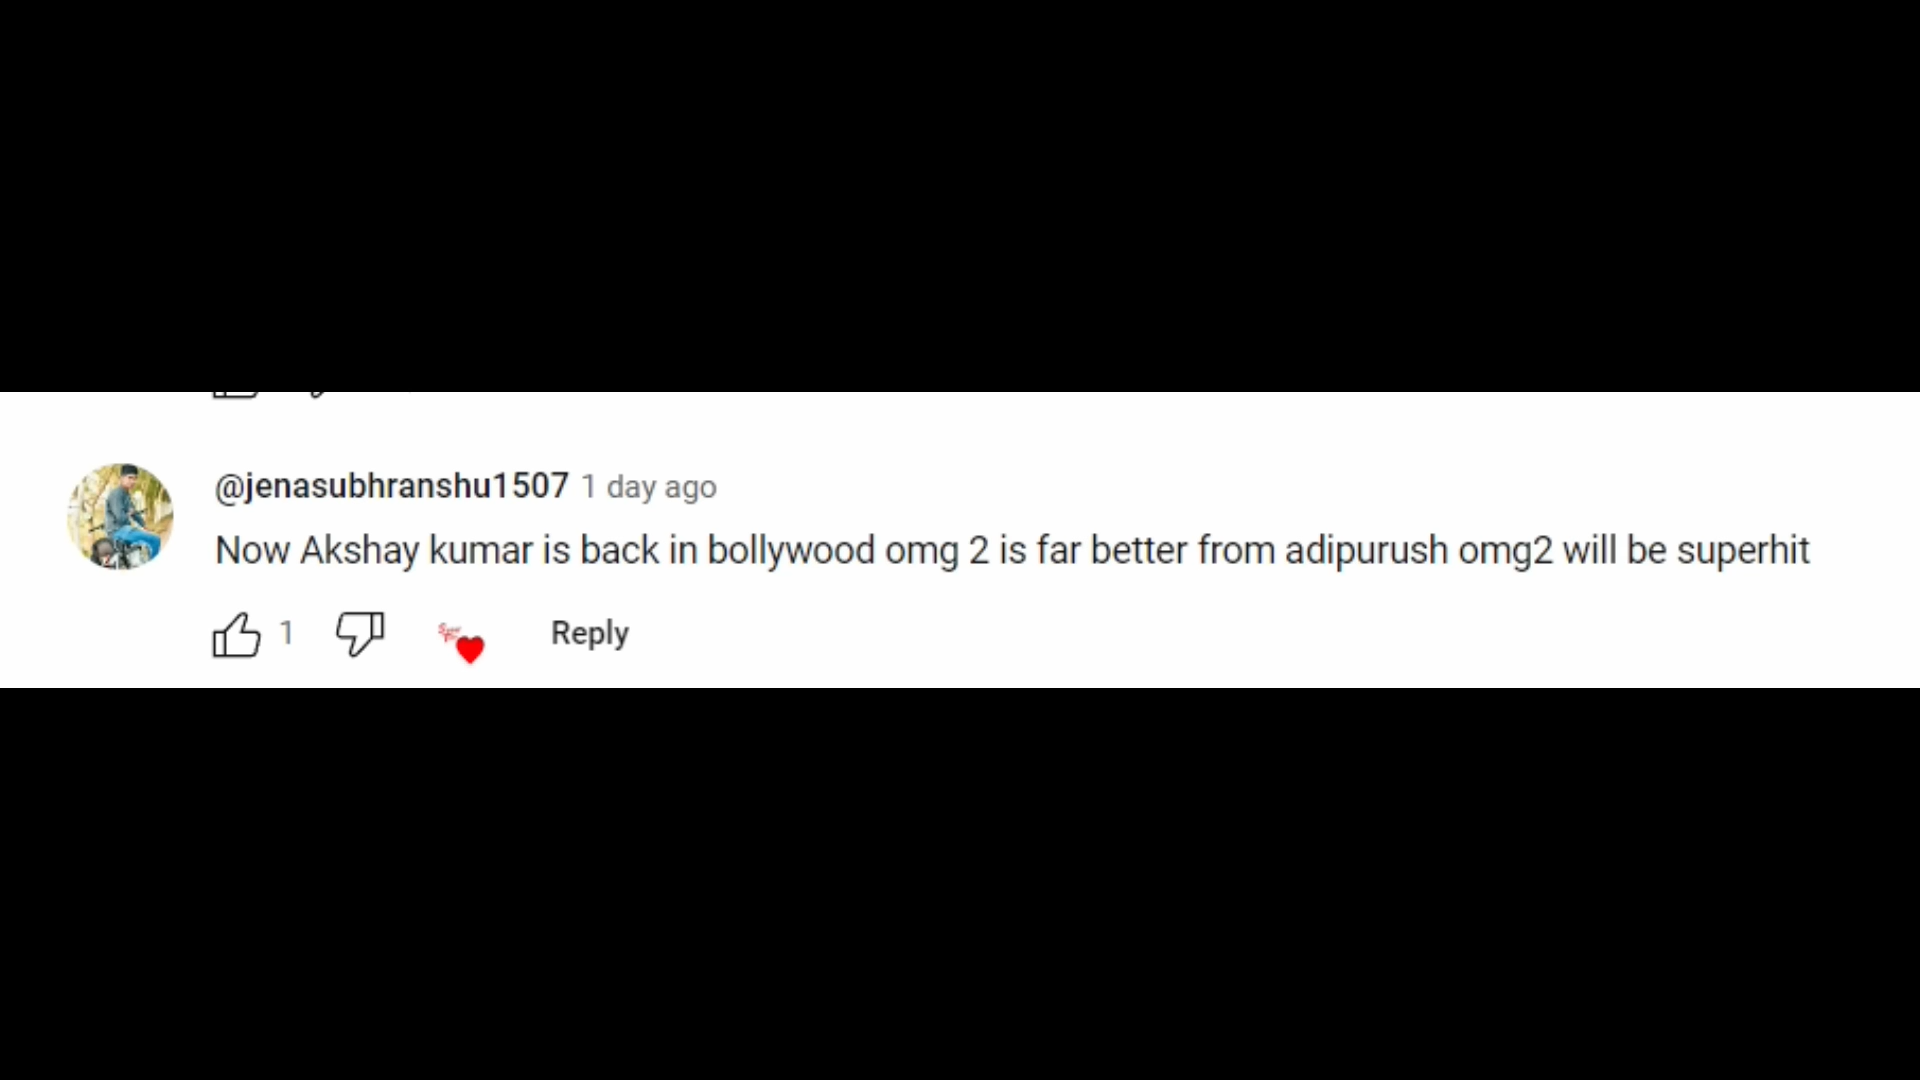 @jenasubhranshu1507 1 day ago
Now Akshay kumar is back in bollywood omg 2 is far better from adipurush omg2 will be superhit
1 Reply